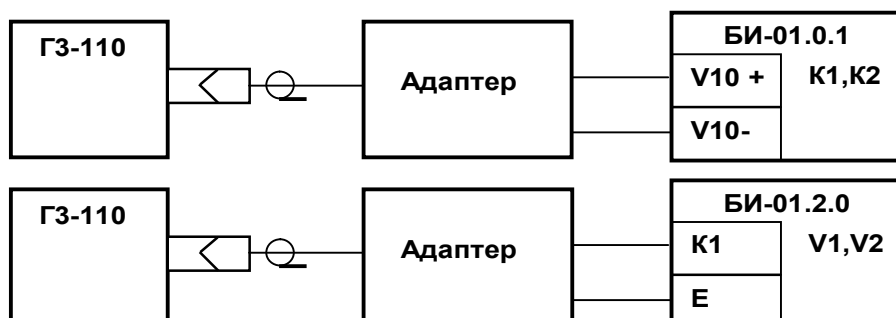 Г3-110
Адаптер
БИ-01.0.1
V10 +
К1,К2
V10-
Г3-110
Адаптер
БИ-01.2.0
К1
V1,V2
Е